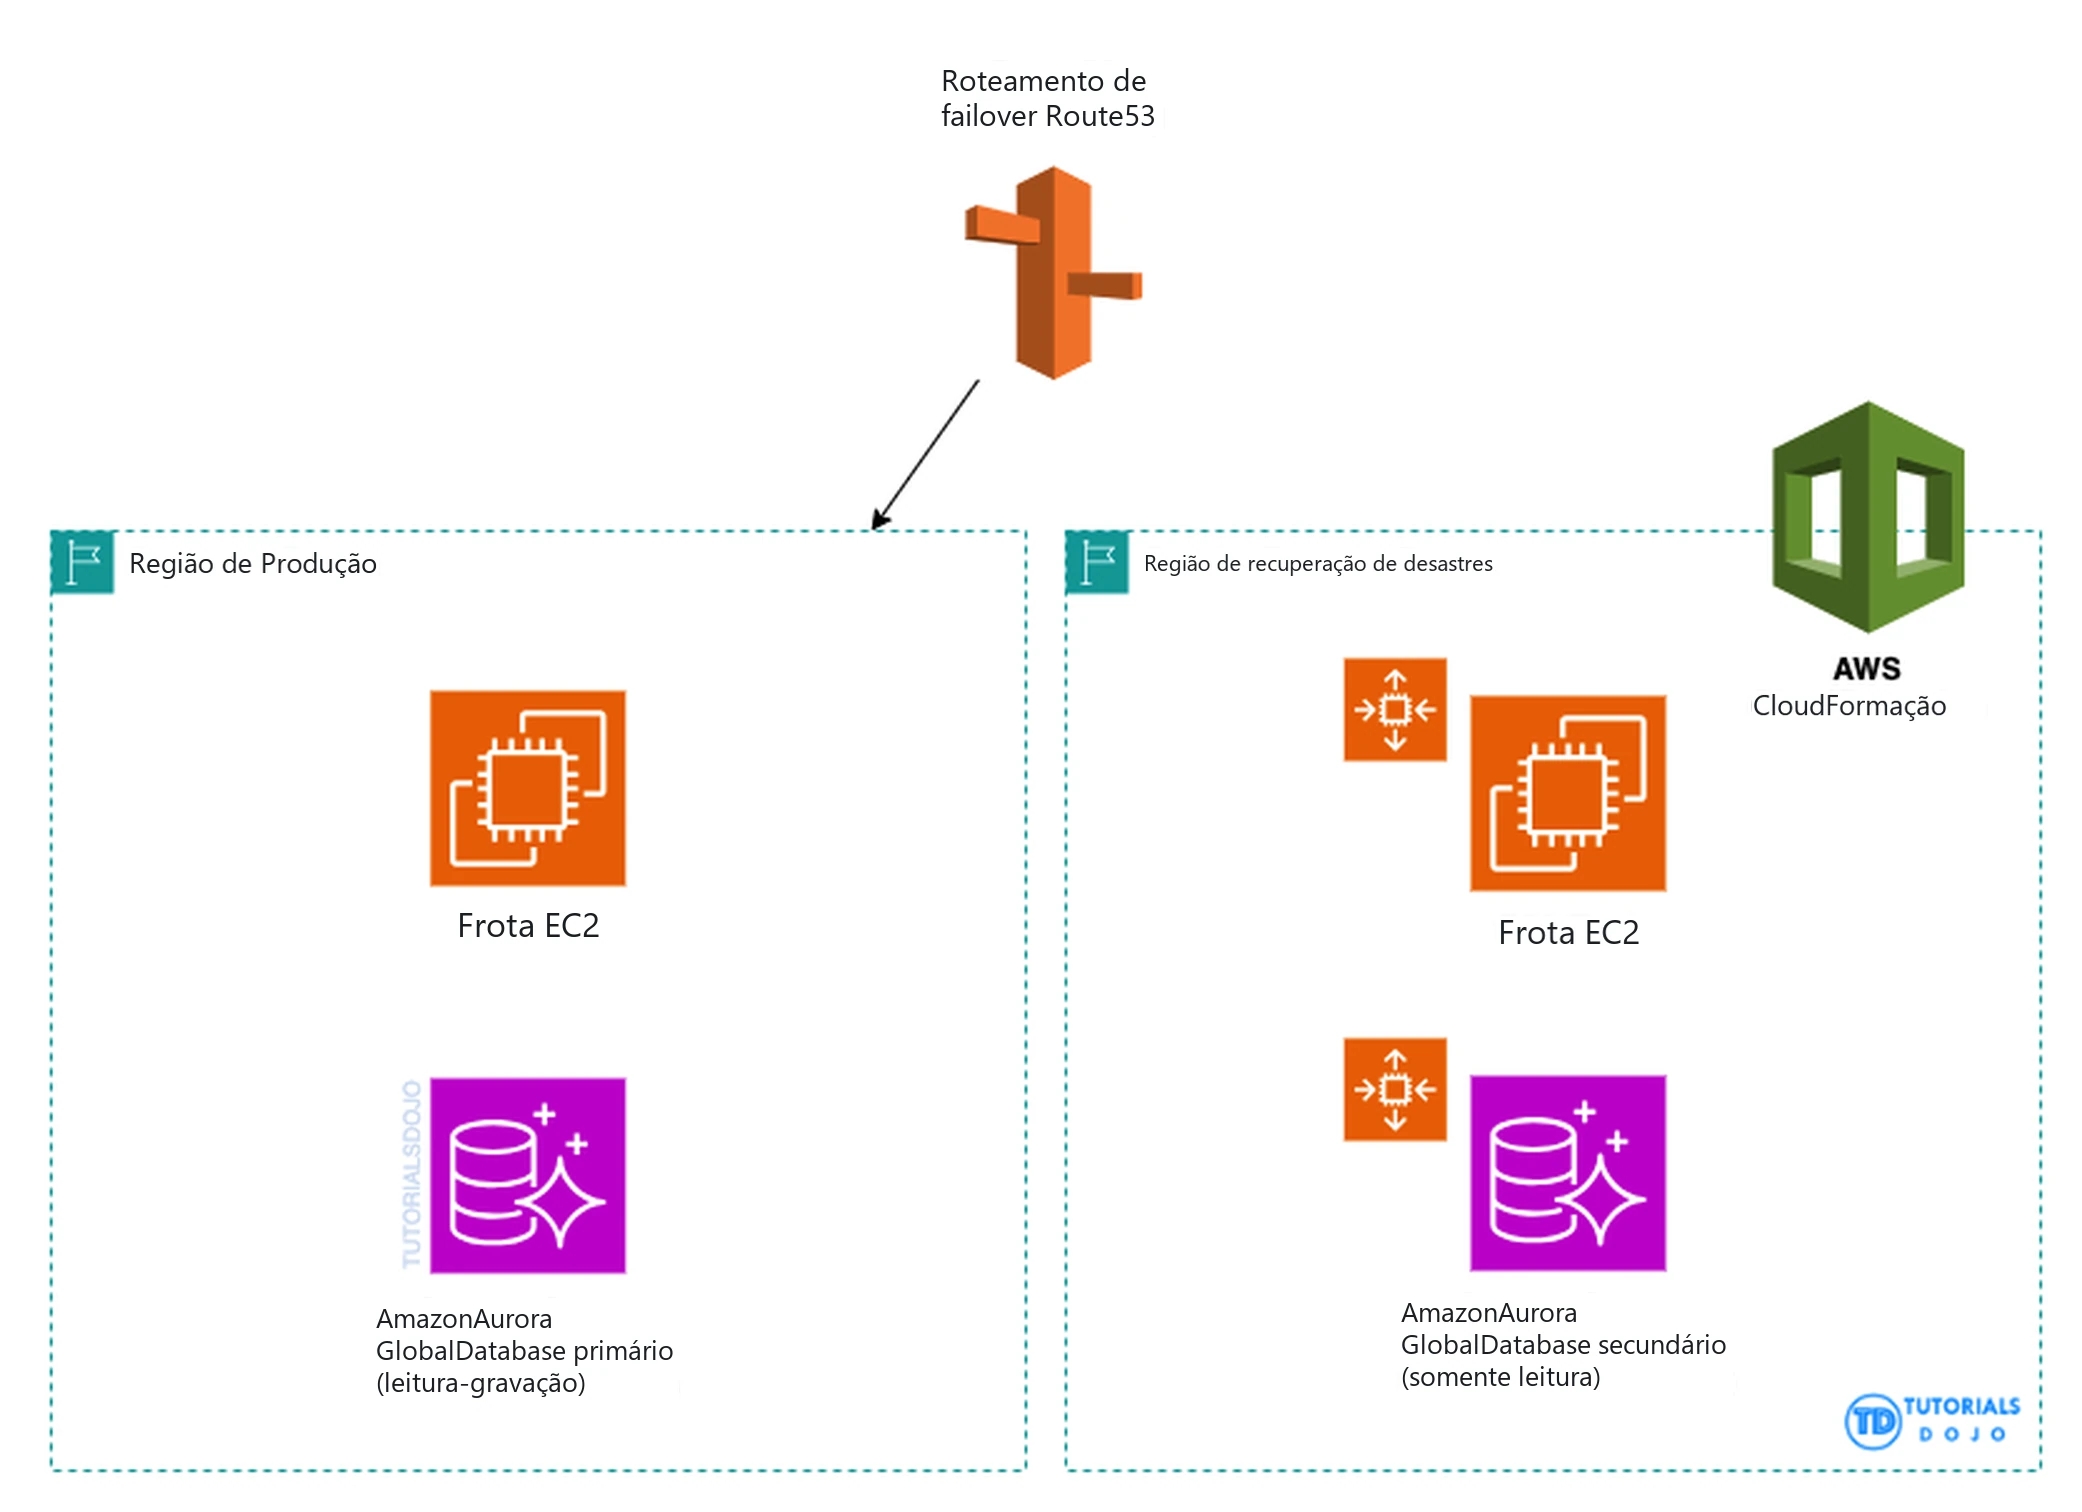 Roteamento de
failover Route53
Região de Produção
Região de recuperação de desastres
AWS
CloudFormação
Frota EC2
Frota EC2
TUTORIALSDOJO
AmazonAurora
GlobalDatabase primário
(leitura-gravação)
AmazonAurora
GlobalDatabase secundário
(somente leitura)
TD
TUTORIALS
DOJO